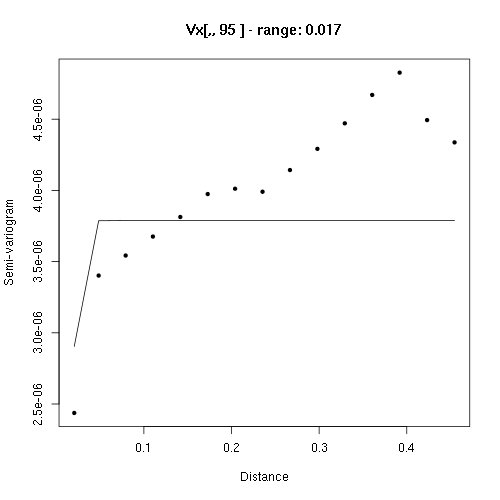 Vx[,, 95 ] - range: 0.017
4.5e-06
4.0e-06
3.5e-06
3.0e-06
2.5e-06
Semi-variogram
0.1 0.2 0.3 0.4
Distance